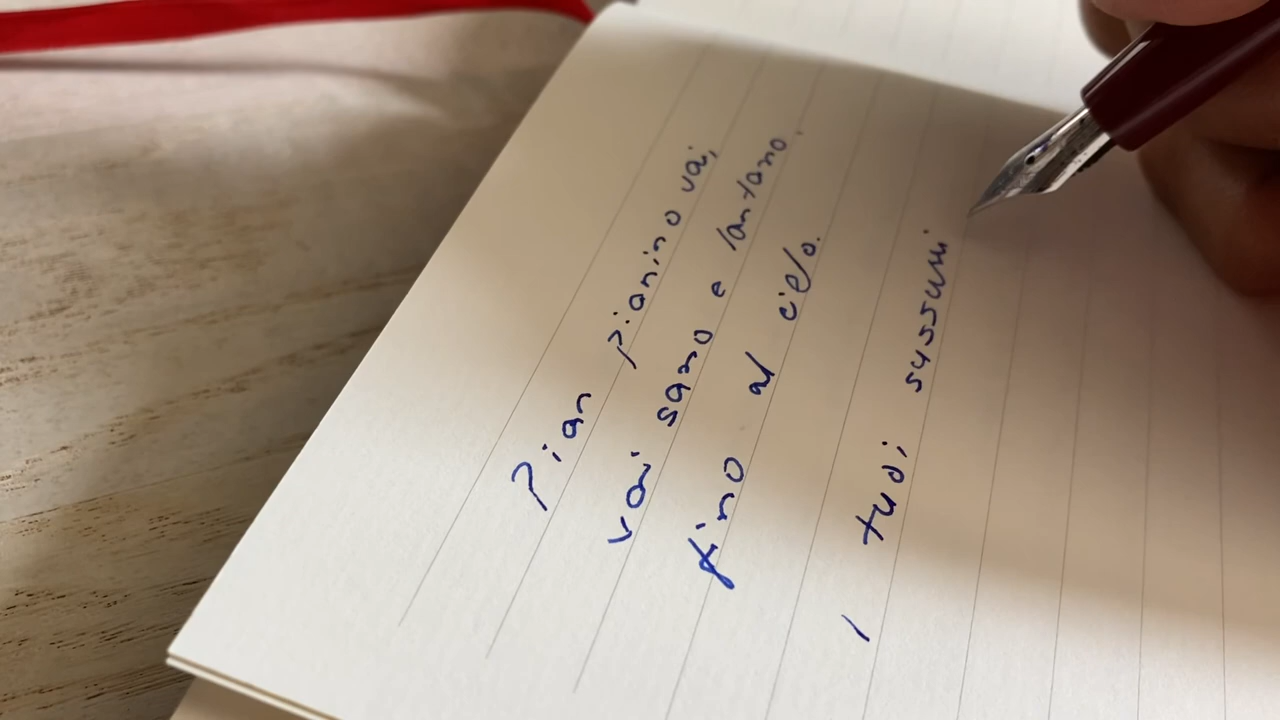 Pian pianino vai,
vai sano e lontano.
fino al cielo.
I tuoi sussurri